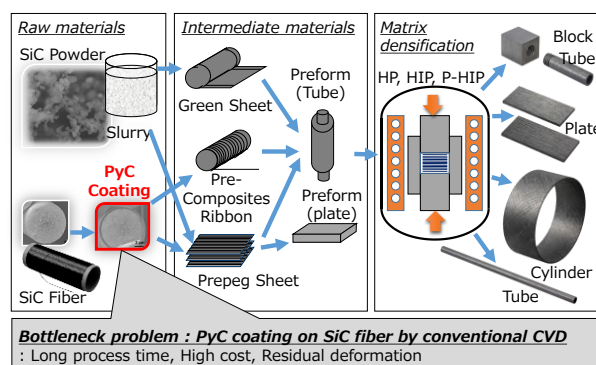 Raw materials
SiC Powder
Slurry
PyC
Coating
SiC Fiber
Intermediate materials
Green Sheet
Pre-
Composites
Ribbon
Prepeg Sheet
Preform
(Tube)
Preform
(plate)
Matrix
densification
HP, HIP, P-HIP
Block
Tube
Plate
Cylinder
Tube
Bottleneck problem : PyC coating on SiC fiber by conventional CVD
: Long process time, High cost, Residual deformation